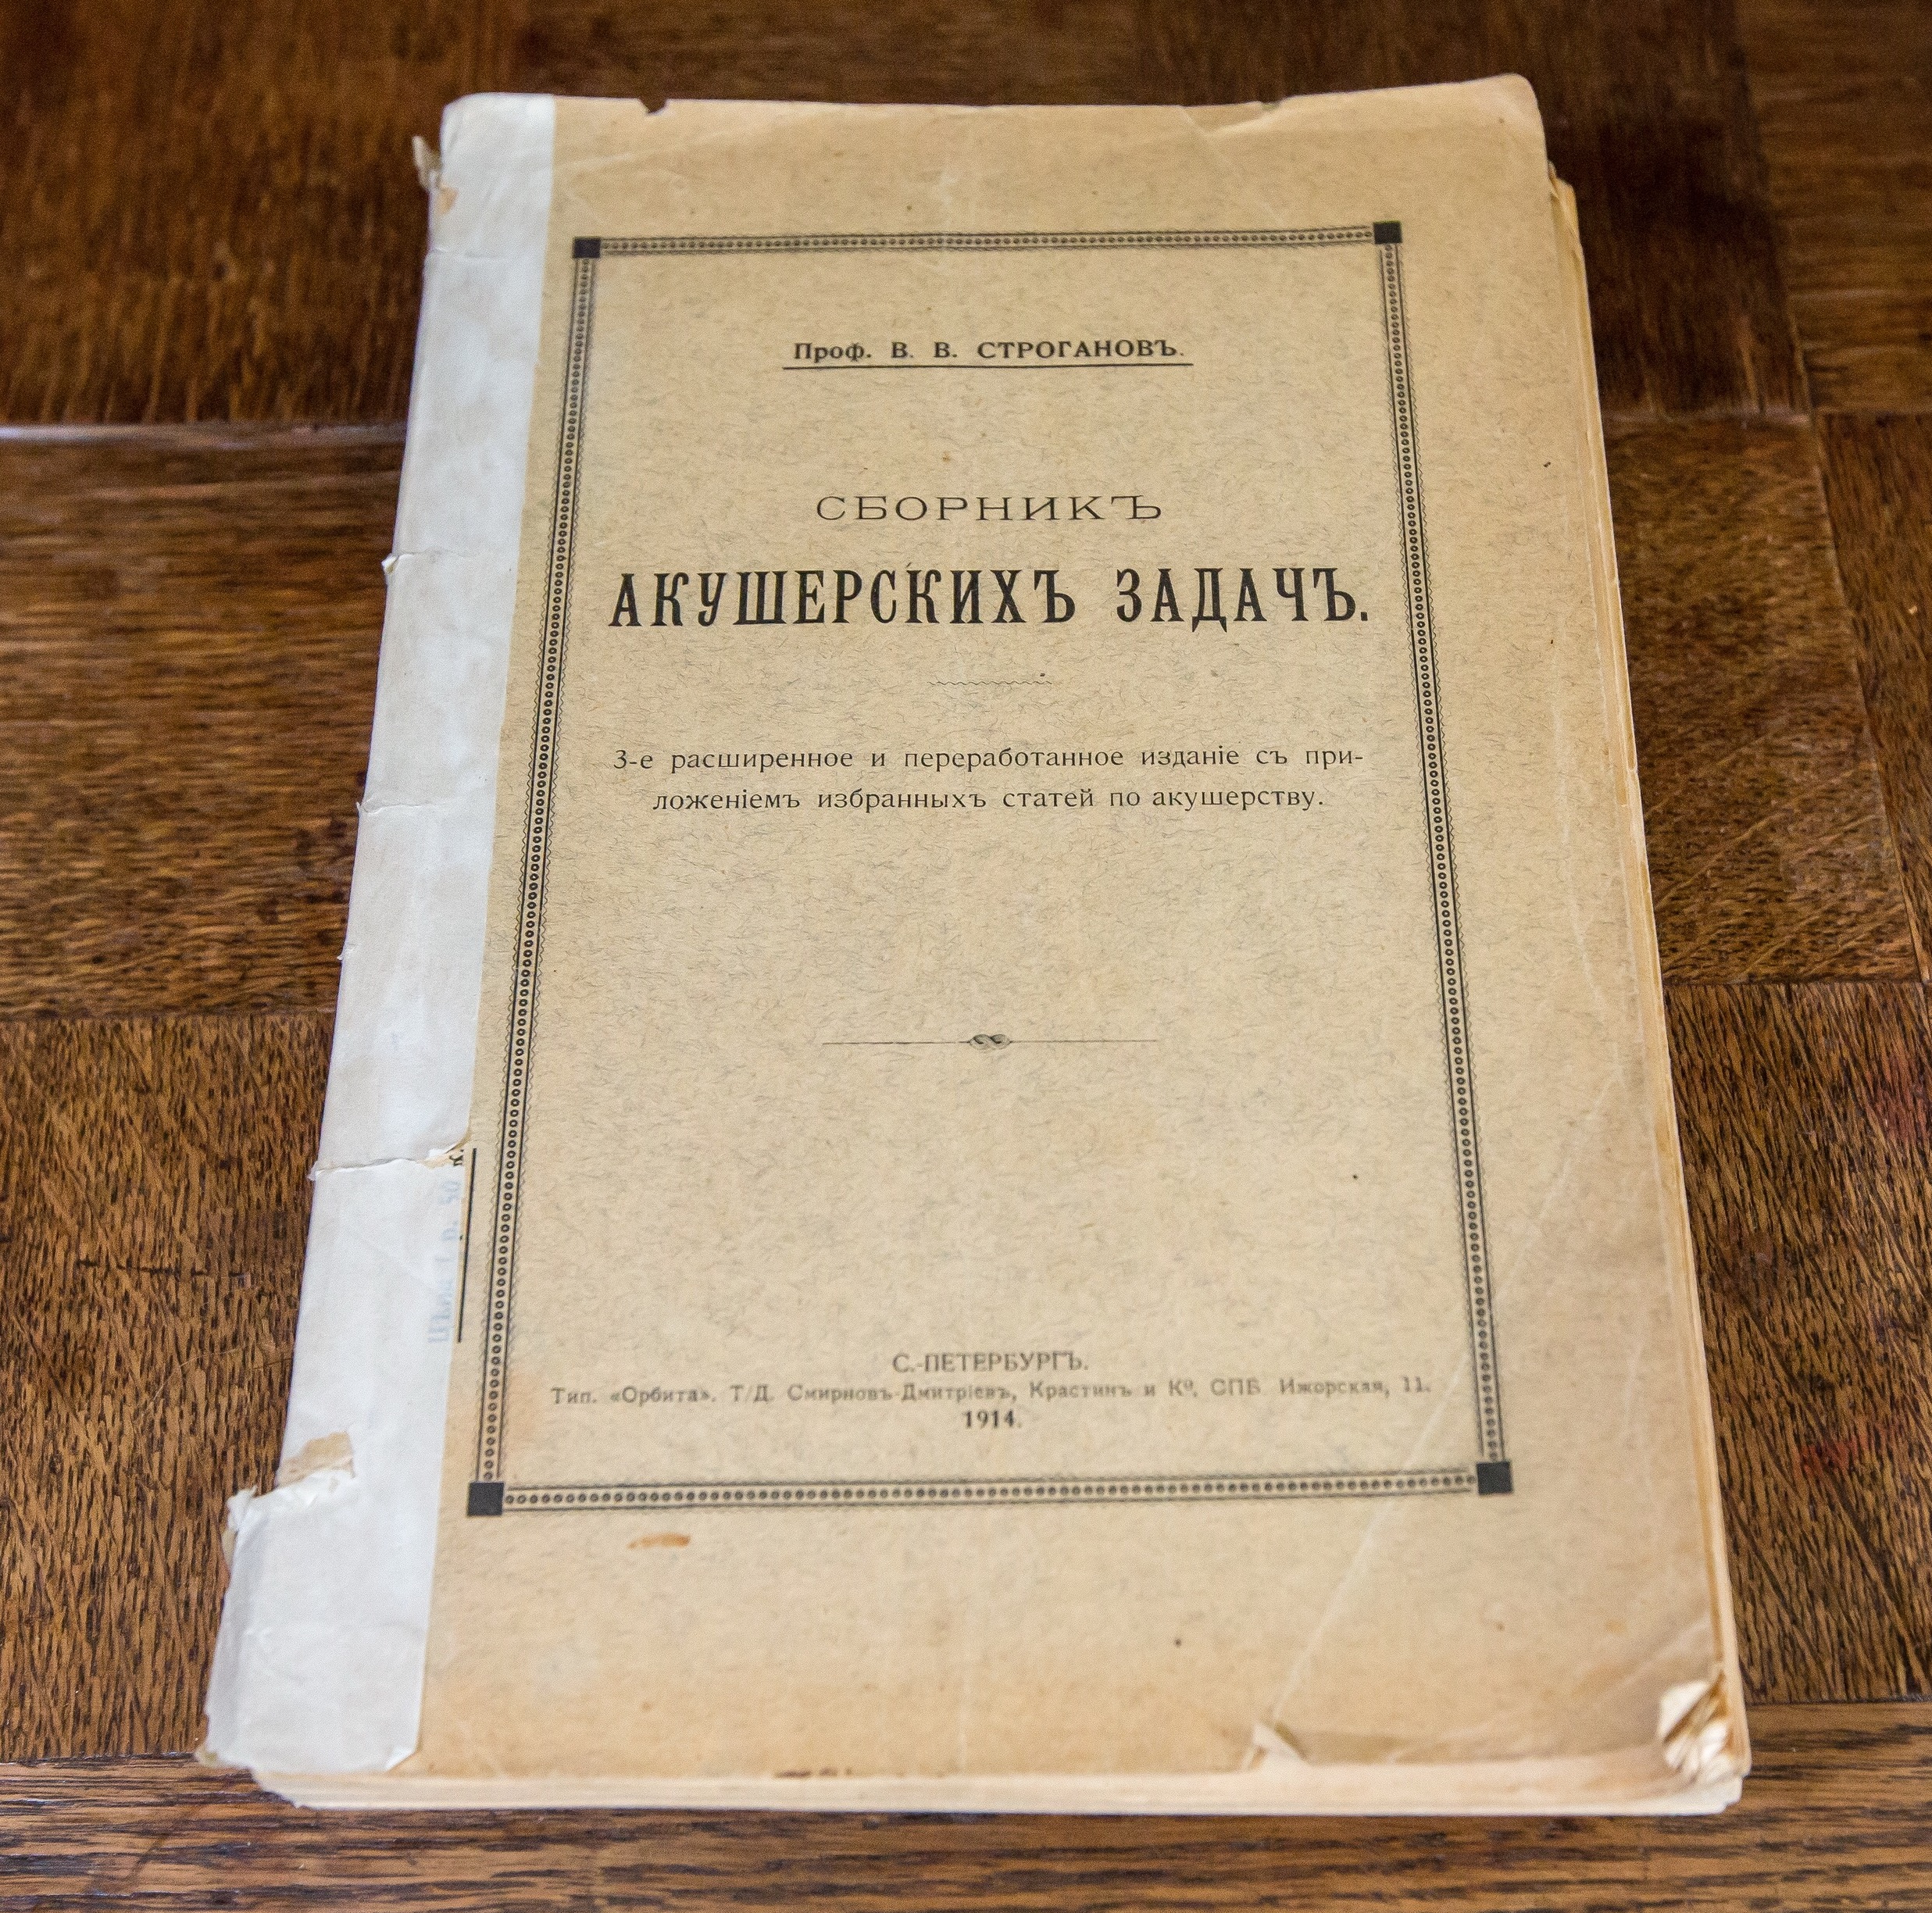 Проф. В. В. СТРОГАНОВЪ.
СБОРНИКЪ
АКУШЕРСКИХЪ ЗАДАЧЪ.
3-е расширенное и переработанное изданіе съ при-
ложеніемъ избранныхъ статей по акушерству.
С.-ПЕТЕРБУРГЪ.
Тип. «Орбита». Т/Д. Смирновъ-Дмитріевъ, Крастинъ и Кº. СПБ Ижорская, 11.
1914.